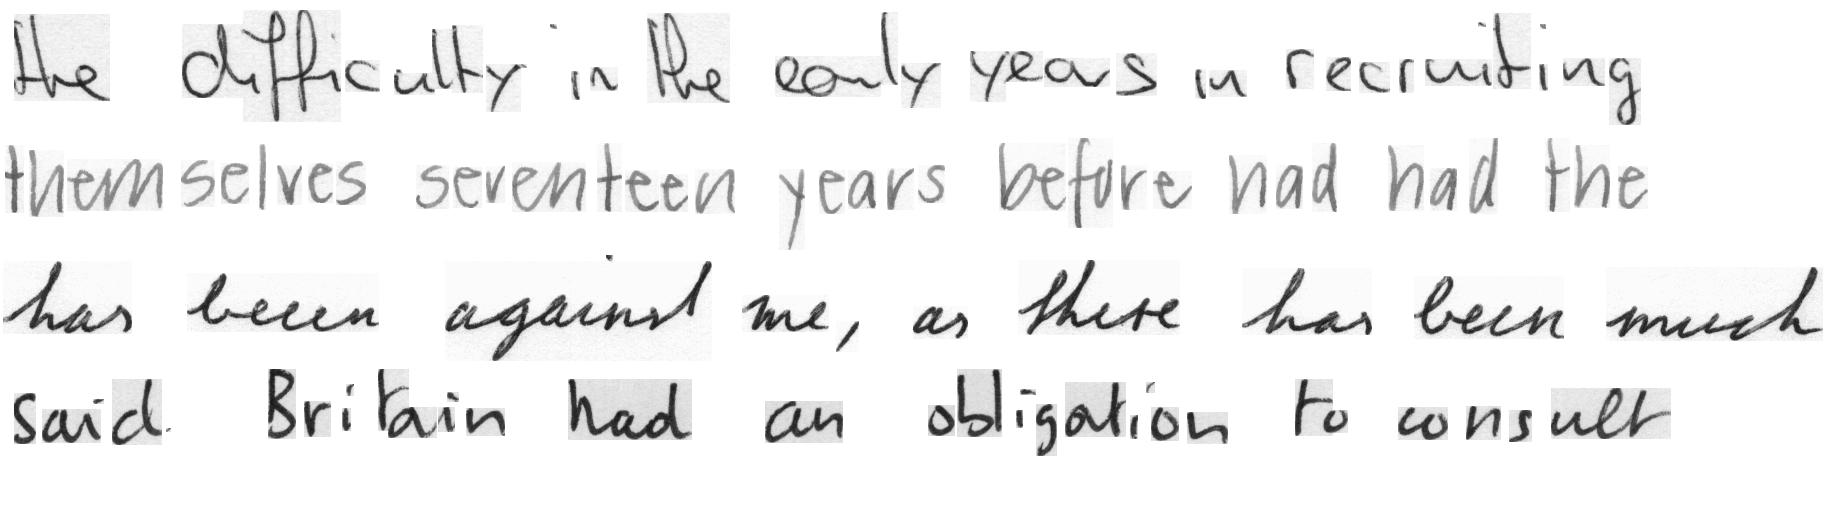 the difficulty in the early years in recruiting
themselves seventeen years before had had the
has been against me, as there has been much
said. Britain had an obligation to consult